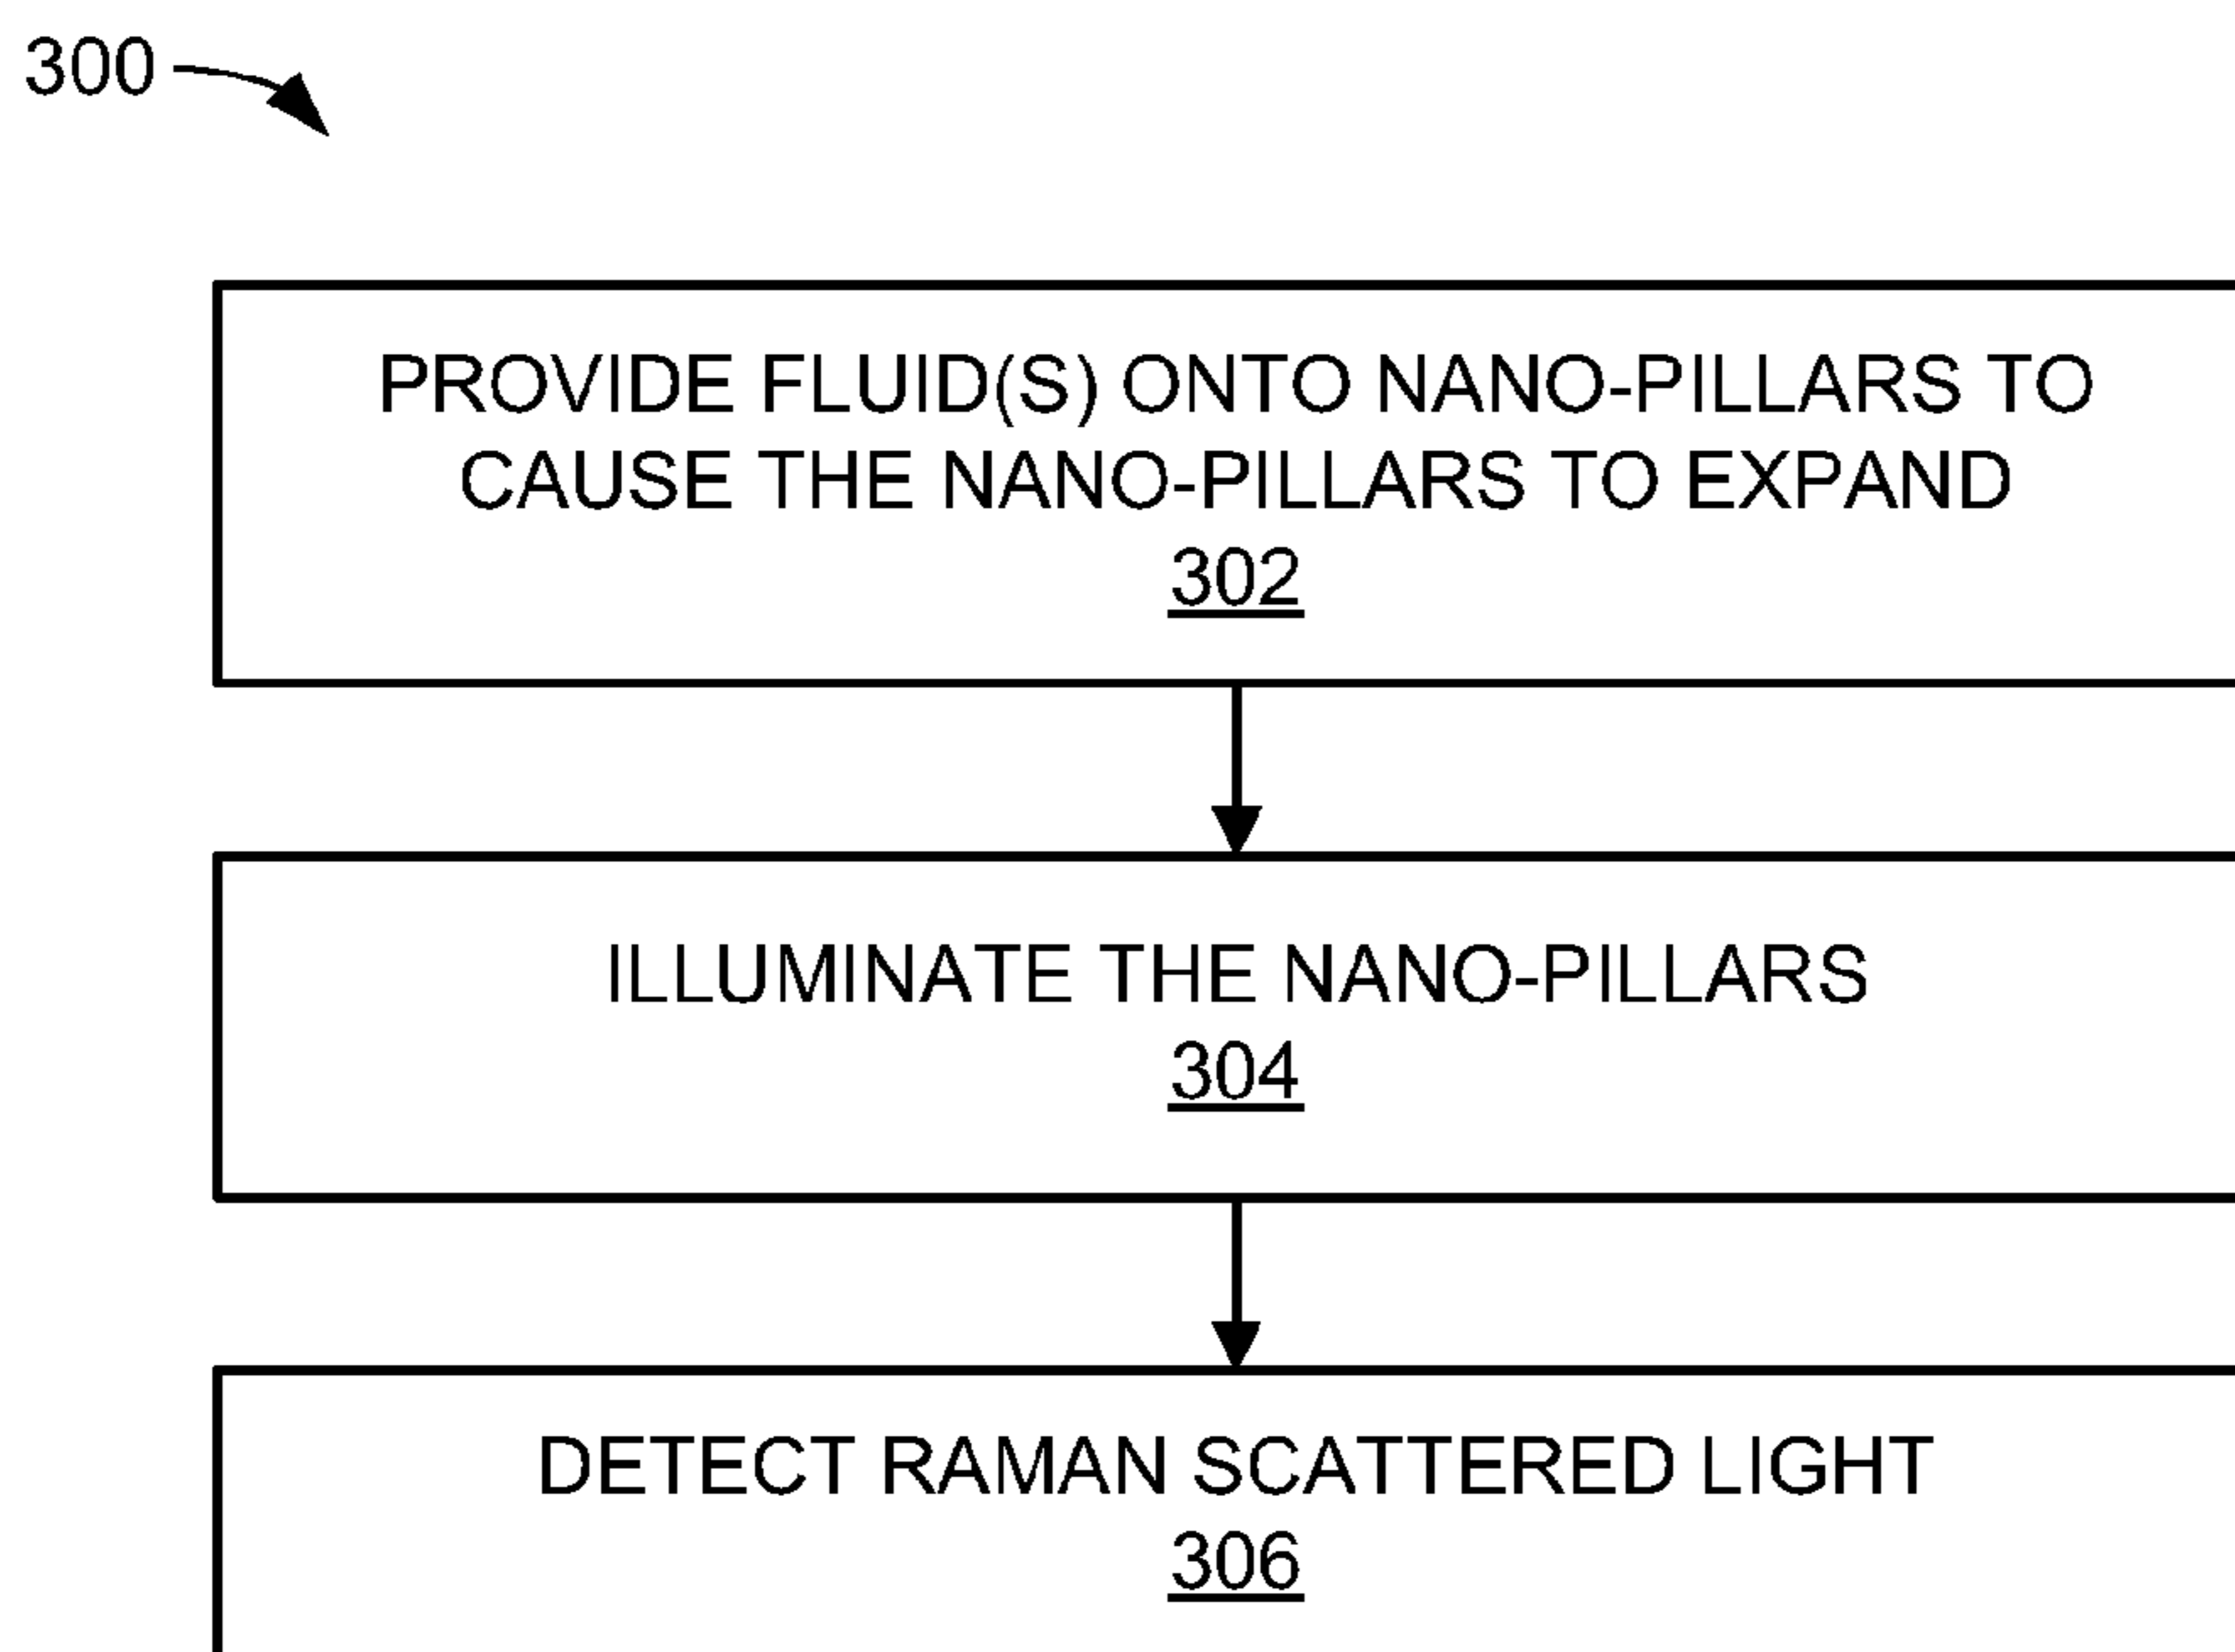 300
PROVIDE FLUID(S) ONTO NANO-PILLARS TO
CAUSE THE NANO-PILLARS TO EXPAND
302
ILLUMINATE THE NANO-PILLARS
304
DETECT RAMAN SCATTERED LIGHT
306